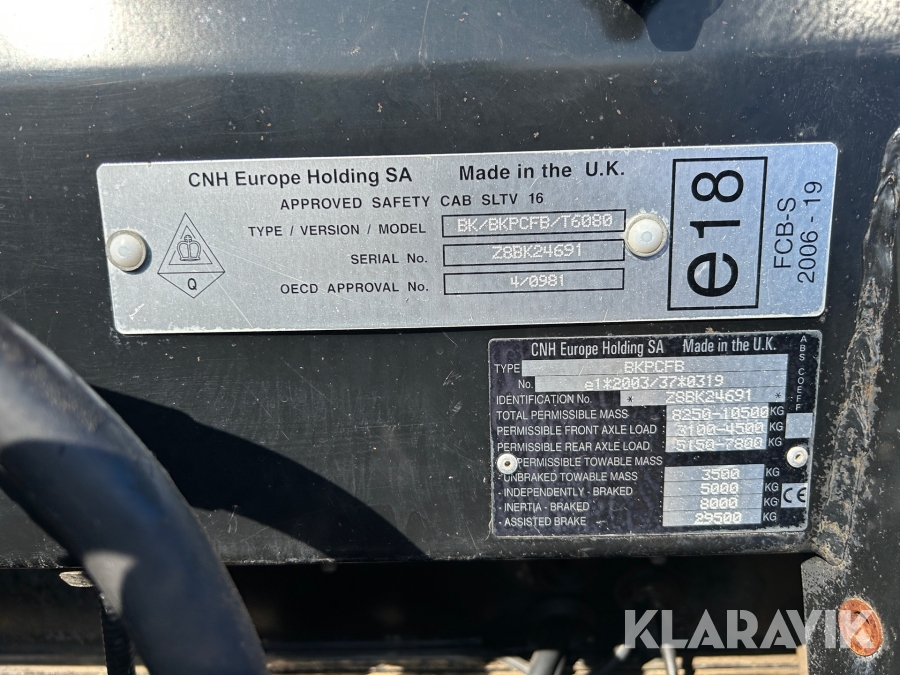 CNH Europe Holding SA Made in the U.K.
APPROVED SAFETY CAB SLTV 16
TYPE / VERSION / MODEL BK/BKPCFB/T6080
SERIAL No. Z8BK24691
OECD APPROVAL No. 4/0981
Q
e18
FCB-S
2006 - 19
CNH Europe Holding SA Made in the U.K.
TYPE BKPCFB
No. e1*2003/37*0319
IDENTIFICATION No. * Z8BK24691 *
TOTAL PERMISSIBLE MASS 8250-10500 KG
PERMISSIBLE FRONT AXLE LOAD 3100-4500 KG
PERMISSIBLE REAR AXLE LOAD 5150-7800 KG
PERMISSIBLE TOWABLE MASS
- UNBRAKED TOWABLE MASS 3500 KG
- INDEPENDENTLY - BRAKED 5000 KG
- INERTIA - BRAKED 8000 KG
- ASSISTED BRAKE 29500 KG
ABS COEFF
CE
KLARAVIK